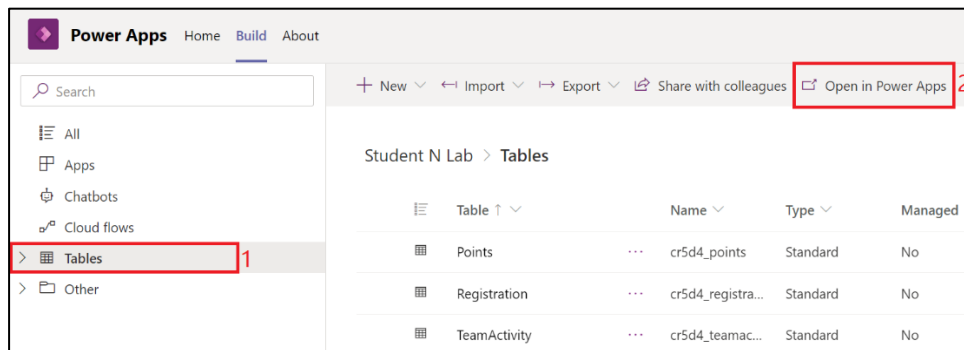 Power Apps Home Build About
Search
All
Apps
Chatbots
Cloud flows
Tables 1
Other
New Import Export Share with colleagues Open in Power Apps 2
Student N Lab > Tables
Table ↑ Name Type Managed
Points ... cr5d4_points Standard No
Registration ... cr5d4_registra... Standard No
TeamActivity ... cr5d4_teamac... Standard No